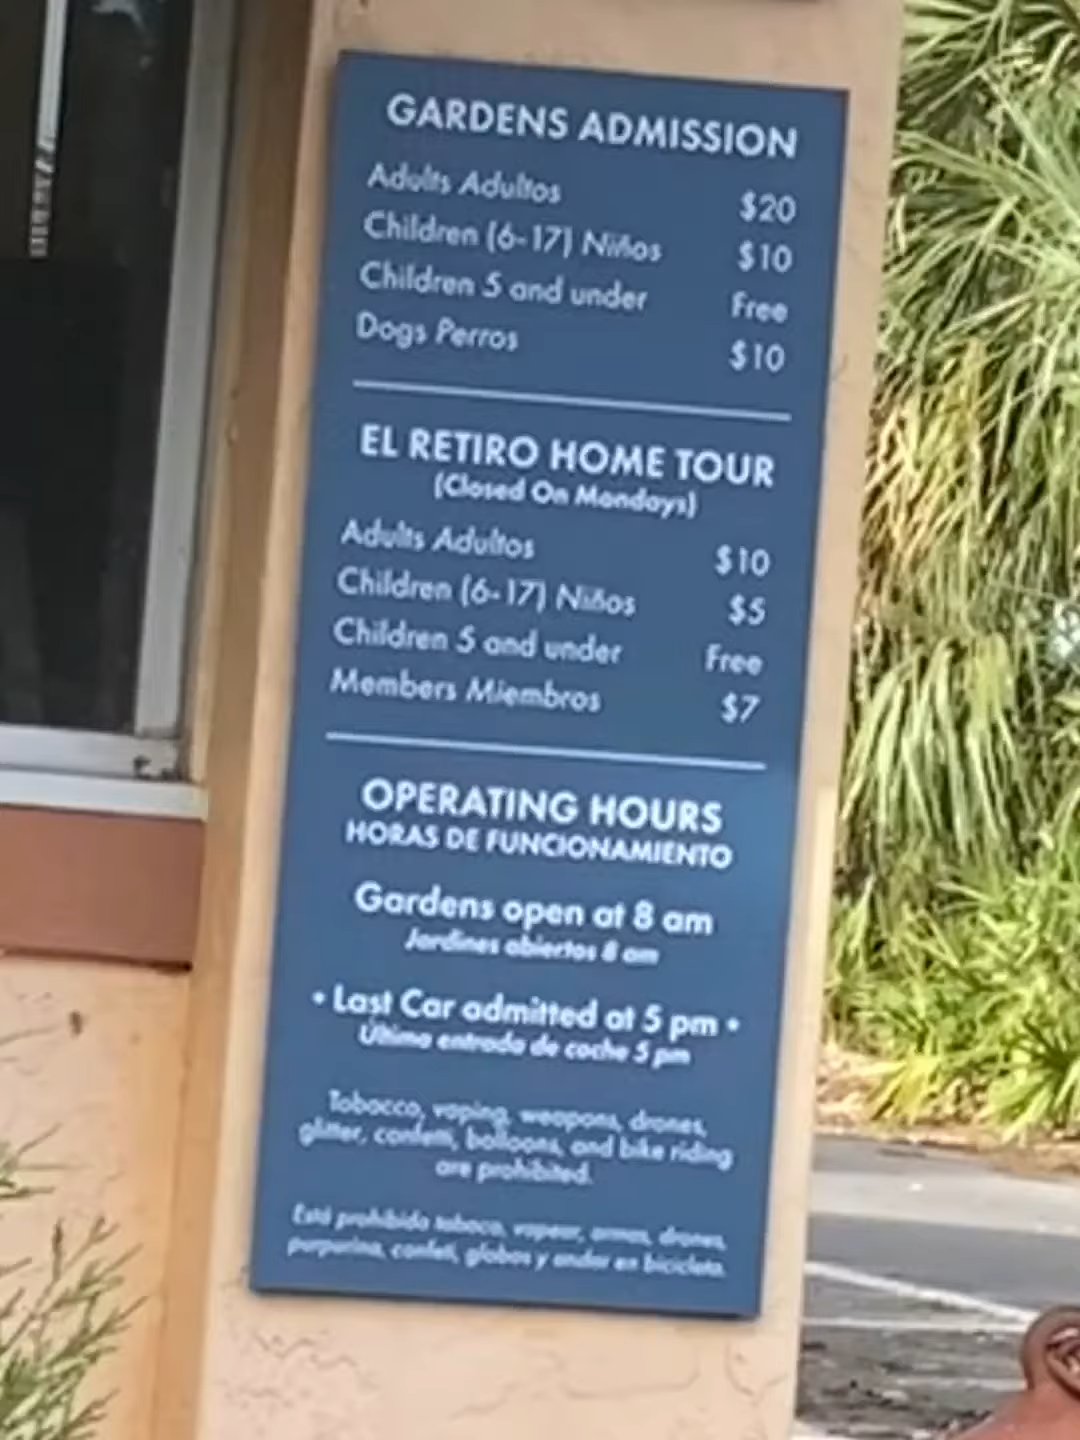 GARDENS ADMISSION
Adults Adultos $20
Children (6-17) Niños $10
Children 5 and under Free
Dogs Perros $10
EL RETIRO HOME TOUR
(Closed On Mondays)
Adults Adultos $10
Children (6-17) Niños $5
Children 5 and under Free
Members Miembros $7
OPERATING HOURS
HORAS DE FUNCIONAMIENTO
Gardens open at 8 am
Jardines abiertos 8 am
• Last Car admitted at 5 pm •
Última entrada de coche 5 pm
Tobacco, vaping, weapons, drones,
glitter, confetti, balloons, and bike riding
are prohibited.
Está prohibido tabaco, vapear, armas, drones,
purpurina, confeti, globos y andar en bicicleta.